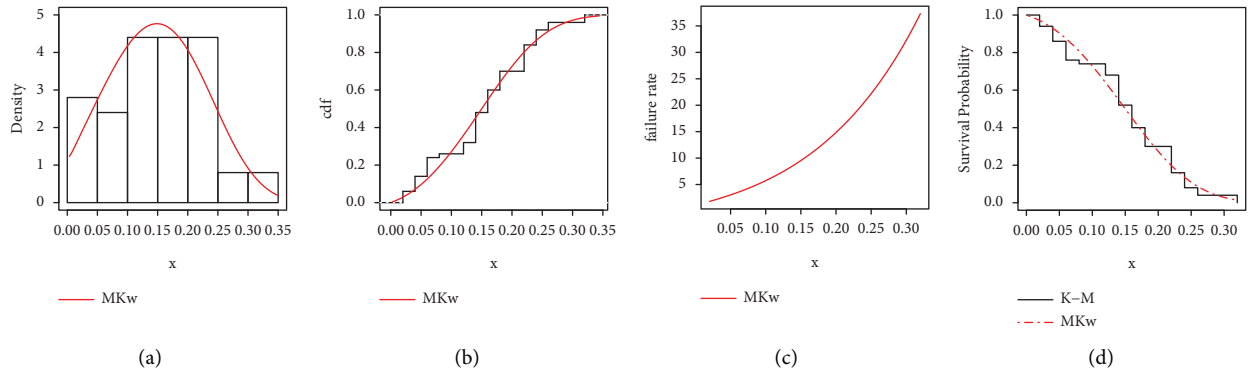 Density
5
4
3
2
1
0
0.00 0.05 0.10 0.15 0.20 0.25 0.30 0.35
x
MKw
(a)
cdf
1.0
0.8
0.6
0.4
0.2
0.0
0.00 0.05 0.10 0.15 0.20 0.25 0.30 0.35
x
MKw
(b)
failure rate
35
30
25
20
15
10
5
0.05 0.10 0.15 0.20 0.25 0.30
x
MKw
(c)
Survival Probability
1.0
0.8
0.6
0.4
0.2
0.0
0.00 0.05 0.10 0.15 0.20 0.25 0.30
x
K–M
MKw
(d)